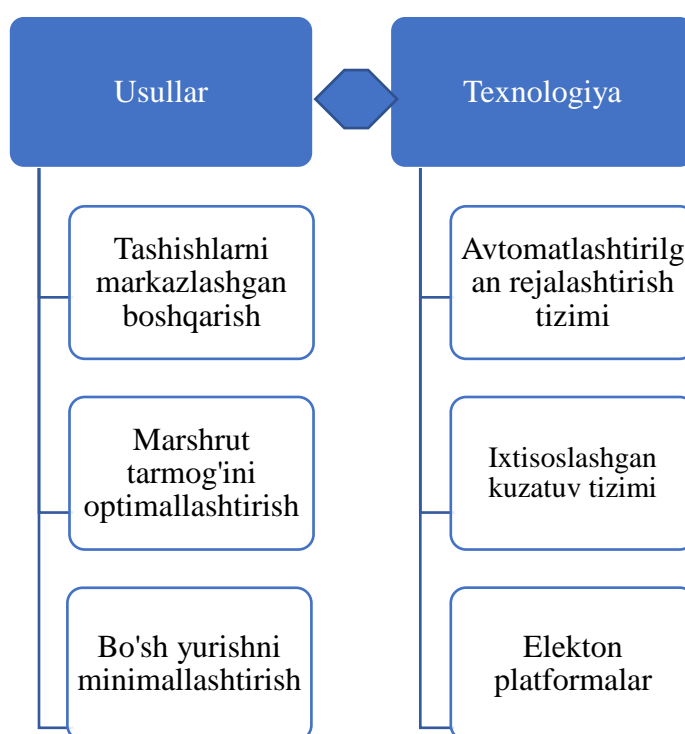 Usullar
Tashishlarni
markazlashgan
boshqarish
Marshrut
tarmog'ini
optimallashtirish
Bo'sh yurishni
minimallashtirish
Texnologiya
Avtomatlashtirilg
an rejalashtirish
tizimi
Ixtisoslashgan
kuzatuv tizimi
Elekton
platformalar